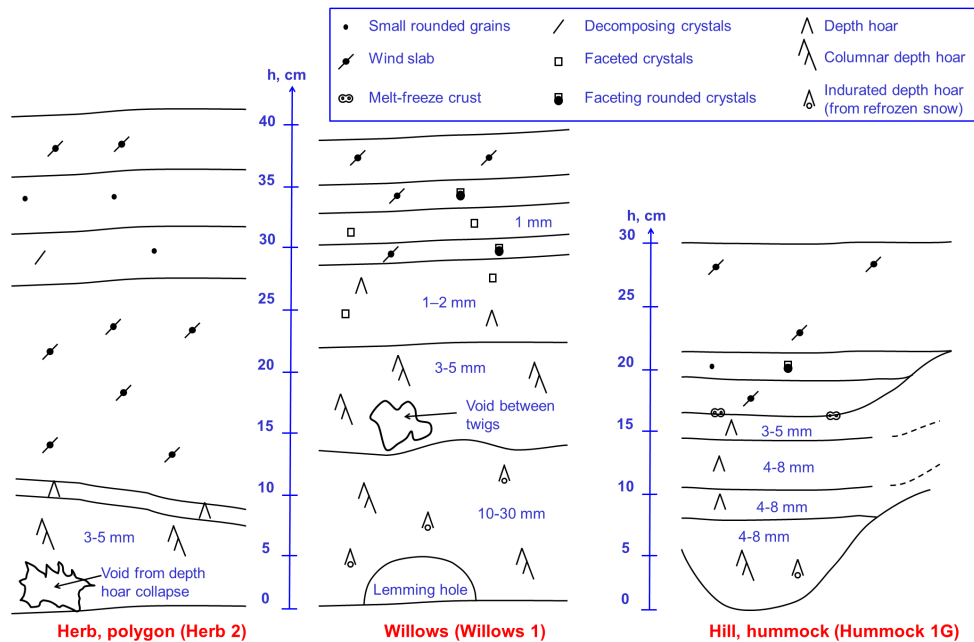 Small rounded grains
Decomposing crystals
Depth hoar
Wind slab
Faceted crystals
Columnar depth hoar
Melt-freeze crust
Faceting rounded crystals
Indurated depth hoar
(from refrozen snow)
h, cm
40
35
30
25
20
15
10
5
0
3-5 mm
Void from depth
hoar collapse
Herb, polygon (Herb 2)
1 mm
1–2 mm
3-5 mm
Void between
twigs
10-30 mm
Lemming hole
Willows (Willows 1)
h, cm
30
25
20
15
10
5
0
3-5 mm
4-8 mm
4-8 mm
4-8 mm
Hill, hummock (Hummock 1G)